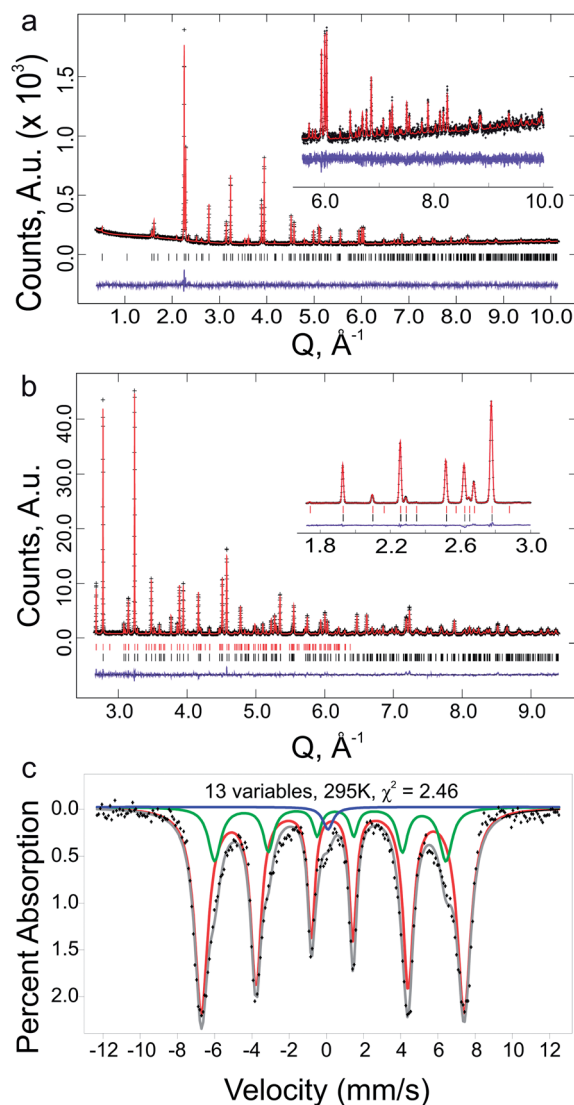 a
Counts, A.u. (x 10³)
1.5
1.0
0.5
0.0
6.0 8.0 10.0
1.0 2.0 3.0 4.0 5.0 6.0 7.0 8.0 9.0 10.0
Q, Å⁻¹
b
Counts, A.u.
40.0
30.0
20.0
10.0
0.0
1.8 2.2 2.6 3.0
3.0 4.0 5.0 6.0 7.0 8.0 9.0
Q, Å⁻¹
c
13 variables, 295K, χ² = 2.46
Percent Absorption
0.0
0.5
1.0
1.5
2.0
-12 -10 -8 -6 -4 -2 0 2 4 6 8 10 12
Velocity (mm/s)